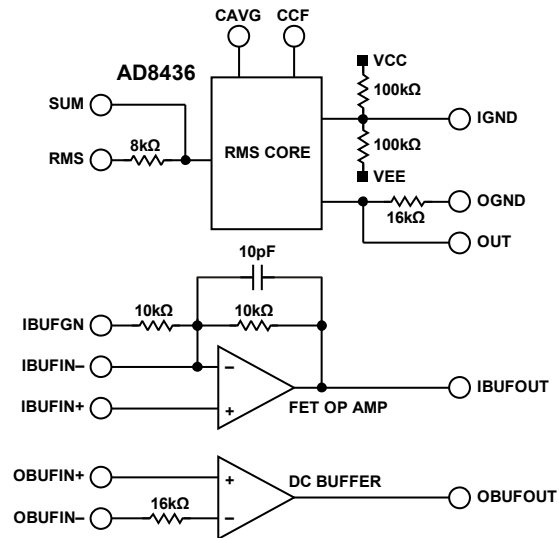 CAVG CCF
AD8436
VCC
SUM
100kΩ
IGND
RMS
8kΩ
RMS CORE
100kΩ
VEE
OGND
16kΩ
OUT
10pF
10kΩ
10kΩ
IBUFGN
IBUFIN–
–
IBUFOUT
IBUFIN+
+
FET OP AMP
OBUFIN+
+
DC BUFFER
OBUFOUT
16kΩ
OBUFIN–
–